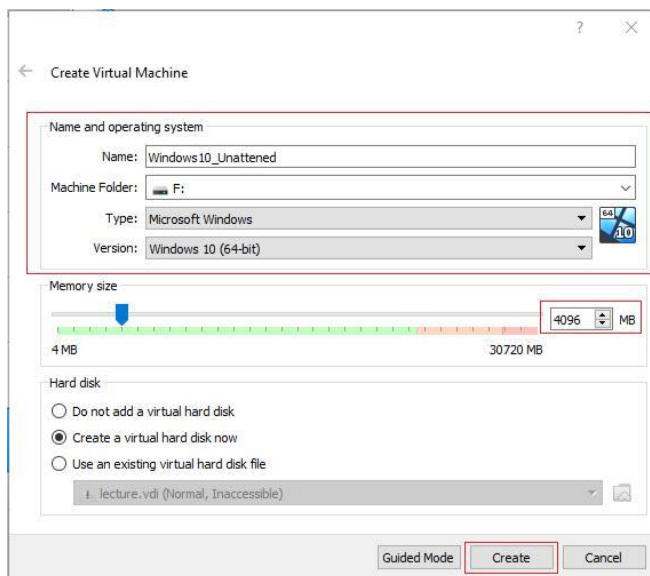 ?
Create Virtual Machine
Name and operating system
Name: Windows10_Unattened
Machine Folder: F:
Type: Microsoft Windows
64
10
Version: Windows 10 (64-bit)
Memory size
4096 MB
4 MB 30720 MB
Hard disk
Do not add a virtual hard disk
Create a virtual hard disk now
Use an existing virtual hard disk file
lecture.vdi (Normal, Inaccessible)
Guided Mode Create Cancel